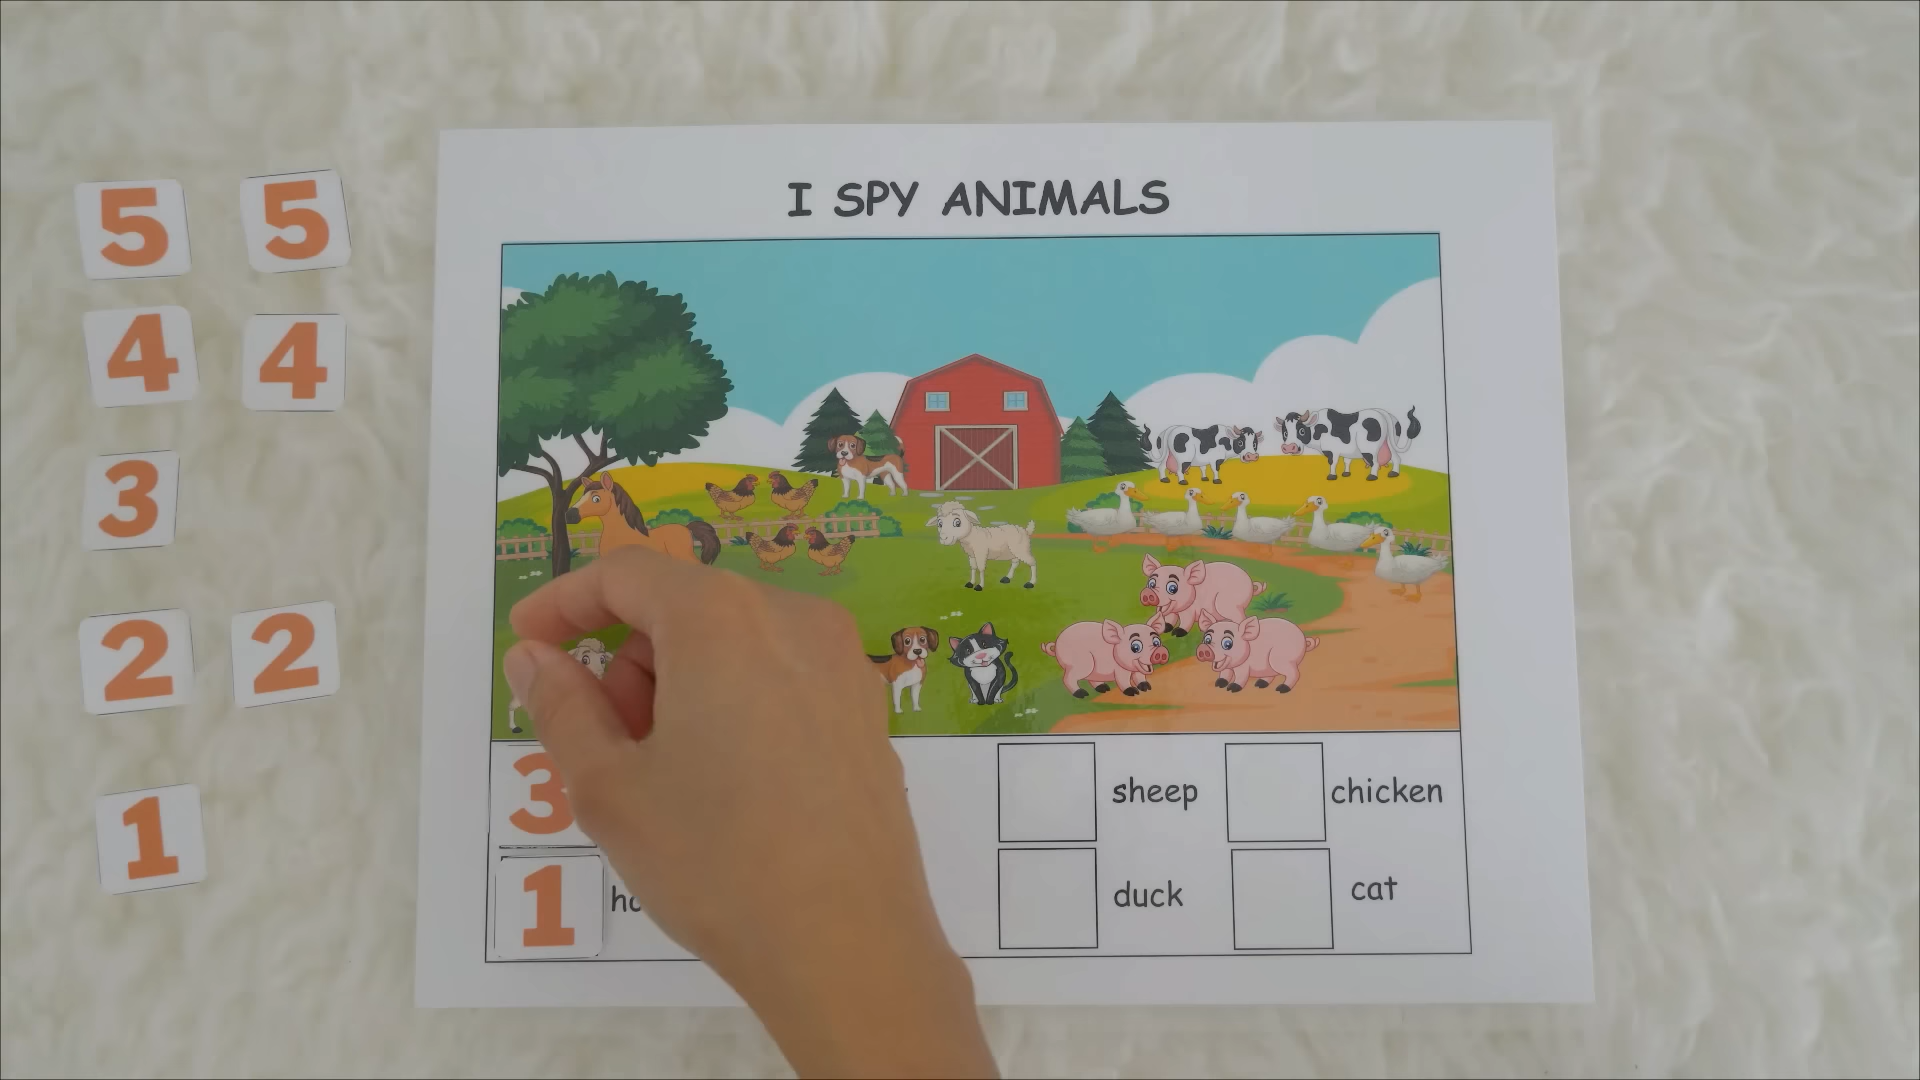 I SPY ANIMALS
5 5
4 4
3
2 2
1
3
sheep
chicken
1
duck
cat